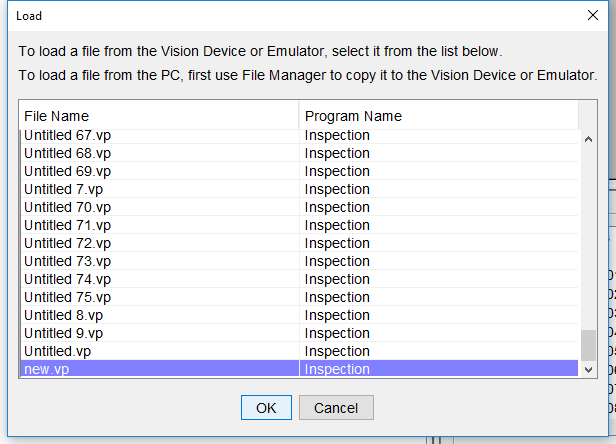 Load
To load a file from the Vision Device or Emulator, select it from the list below.
To load a file from the PC, first use File Manager to copy it to the Vision Device or Emulator.
File Name Program Name
Untitled 67.vp Inspection
Untitled 68.vp Inspection
Untitled 69.vp Inspection
Untitled 7.vp Inspection
Untitled 70.vp Inspection
Untitled 71.vp Inspection
Untitled 72.vp Inspection
Untitled 73.vp Inspection
Untitled 74.vp Inspection
Untitled 75.vp Inspection
Untitled 8.vp Inspection
Untitled 9.vp Inspection
Untitled.vp Inspection
new.vp Inspection
OK Cancel